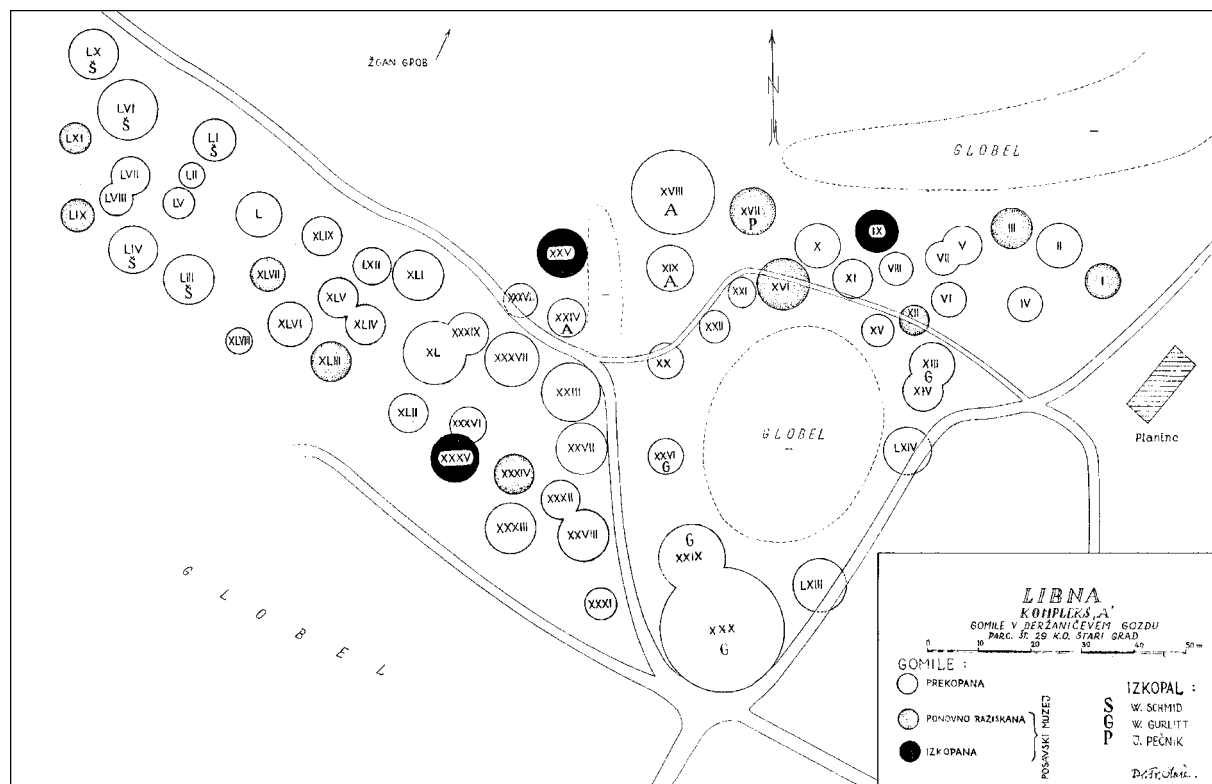 LX
Š
ŽGAN GROB
N
LVI
Š
LXI
LI
Š
GLOBEL
XVIII
A
LVII
LII
LVIII
LV
XVII
P
LIX
L
XLIX
IX
III
V
II
X
VII
LIV
Š
XXV
LXII
XLI
XLVII
XIX
A
XI
VIII
I
LIII
Š
XVI
XXI
XLV
VI
IV
XXIV
A
XLVI
XLIV
XXII
XII
XV
XXXIX
XLVIII
XL
XXXVII
XLIII
XX
XIII
G
XIV
XXIII
XLII
XXXVI
GLOBEL
Planinc
XXVII
LXIV
XXXV
XXVI
G
XXXIV
XXXII
XXXIII
XXVIII
G
XXIX
GLOBEL
LXIII
XXXI
XXX
G
LIBNA
KOMPLEKS „A”
GOMILE V DERŽANIČEVEM GOZDU
PARC. ŠT. 29 K.O. STARI GRAD
0 10 20 30 40 50 m
GOMILE :
PREKOPANA
PONOVNO RAZISKANA
IZKOPANA
POSAVSKI MUZEJ
IZKOPAL :
S W. SCHMID
G W. GURLITT
P J. PEČNIK